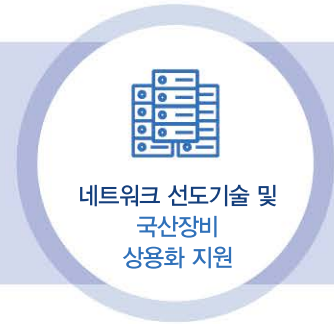 네트워크 선도기술 및
국산장비
상용화 지원